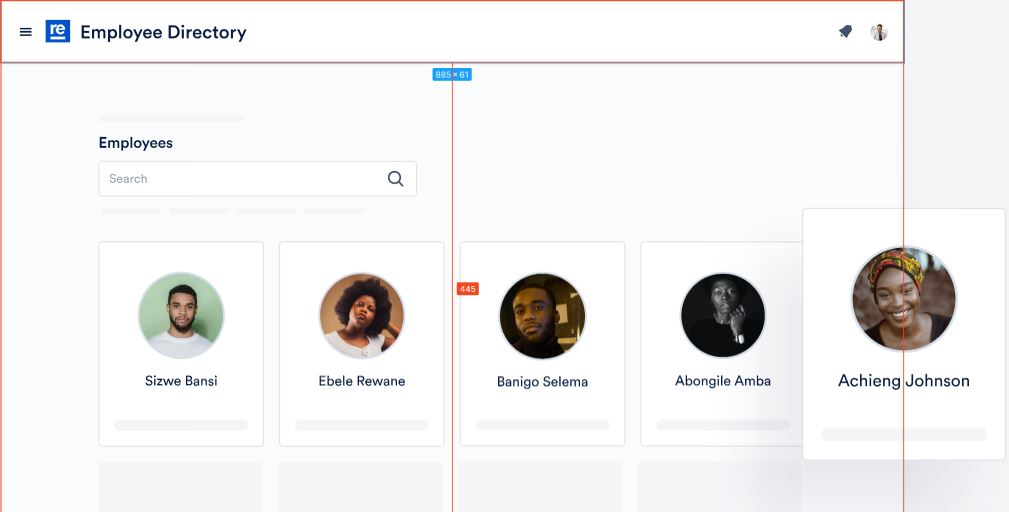 re
Employee Directory
885 × 61
Employees
Search
445
Sizwe Bansi
Ebele Rewane
Banigo Selema
Abongile Amba
Achieng Johnson